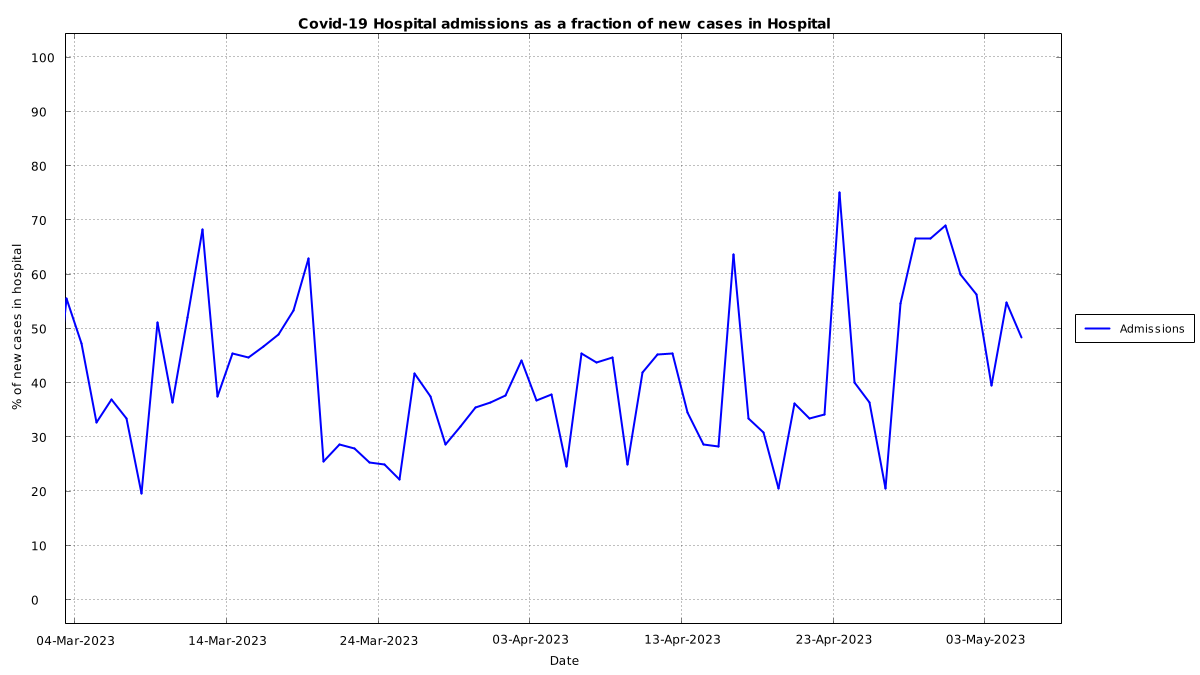 Covid-19 Hospital admissions as a fraction of new cases in Hospital
100
90
80
70
60
50
40
30
20
10
0
% of new cases in hospital
04-Mar-2023 14-Mar-2023 24-Mar-2023 03-Apr-2023 13-Apr-2023 23-Apr-2023 03-May-2023
Date
Admissions